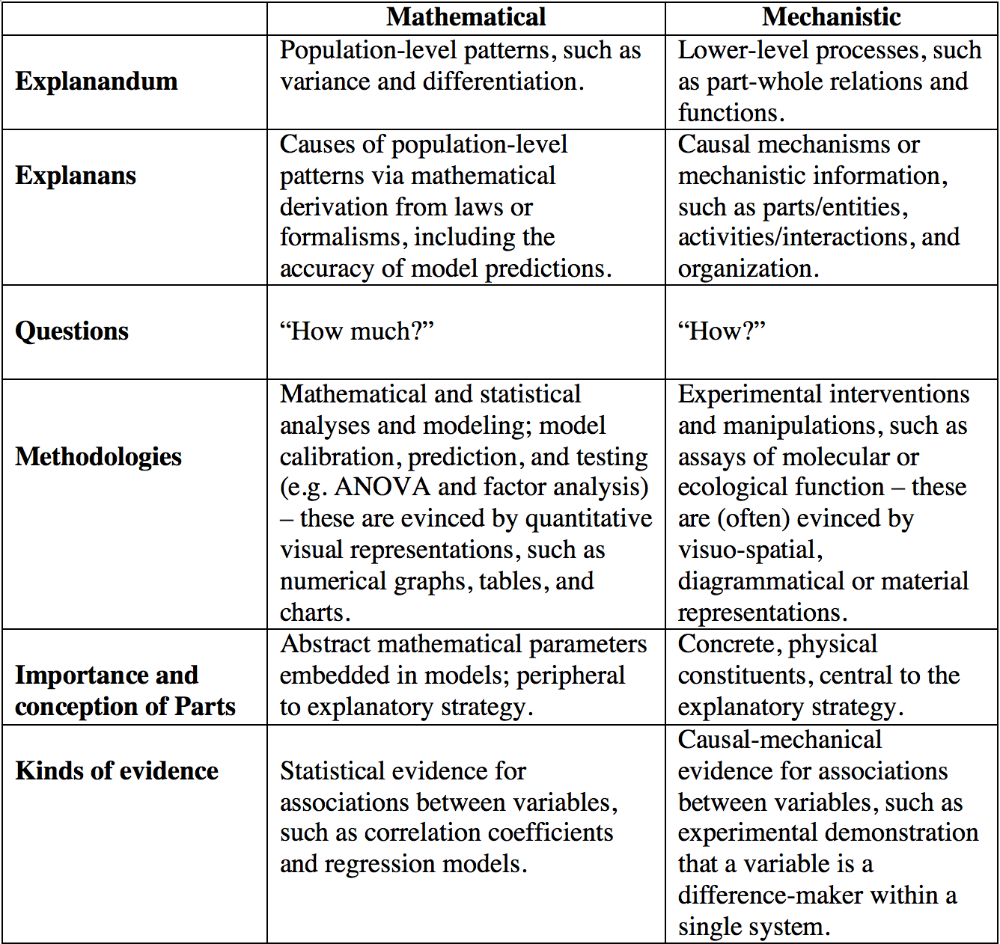 Mathematical
Mechanistic
Explanandum
Population-level patterns, such as
variance and differentiation.
Lower-level processes, such
as part-whole relations and
functions.
Explanans
Causes of population-level
patterns via mathematical
derivation from laws or
formalisms, including the
accuracy of model predictions.
Causal mechanisms or
mechanistic information,
such as parts/entities,
activities/interactions, and
organization.
Questions
“How much?”
“How?”
Methodologies
Mathematical and statistical
analyses and modeling; model
calibration, prediction, and testing
(e.g. ANOVA and factor analysis)
– these are evinced by quantitative
visual representations, such as
numerical graphs, tables, and
charts.
Experimental interventions
and manipulations, such as
assays of molecular or
ecological function – these
are (often) evinced by
visuo-spatial,
diagrammatical or material
representations.
Importance and
conception of Parts
Abstract mathematical parameters
embedded in models; peripheral
to explanatory strategy.
Concrete, physical
constituents, central to the
explanatory strategy.
Kinds of evidence
Statistical evidence for
associations between variables,
such as correlation coefficients
and regression models.
Causal-mechanical
evidence for associations
between variables, such as
experimental demonstration
that a variable is a
difference-maker within a
single system.